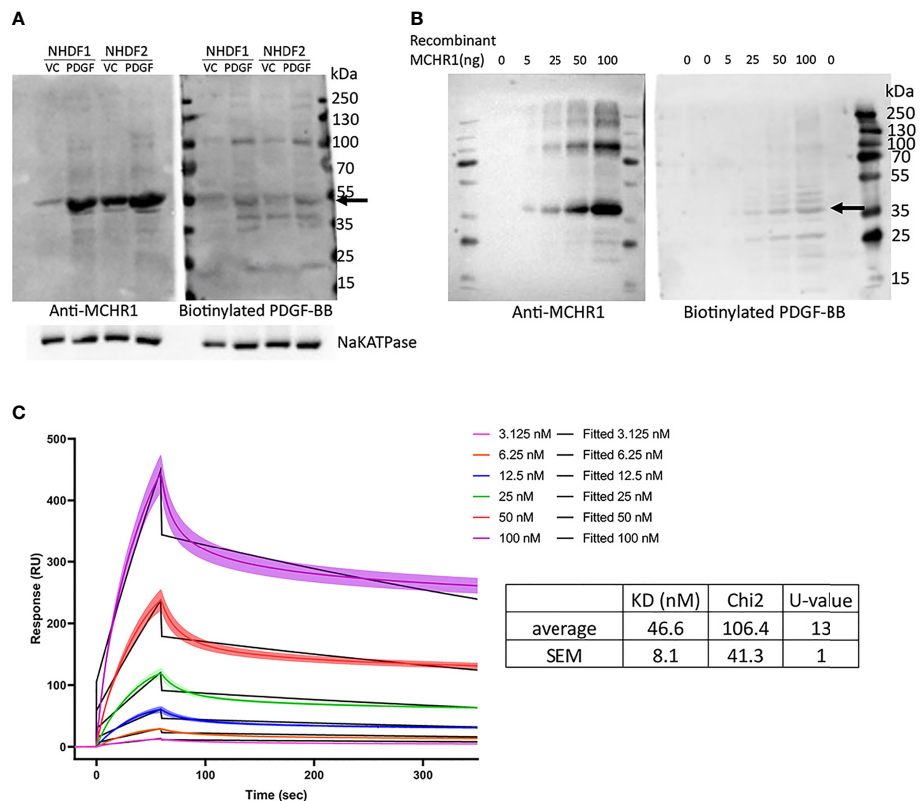 A
NHDF1 NHDF2
VC PDGF VC PDGF
NHDF1 NHDF2
VC PDGF VC PDGF
kDa
250
130
100
70
55
35
25
15
Anti-MCHR1
Biotinylated PDGF-BB
NaKATPase
B
Recombinant
MCHR1(ng) 0 5 25 50 100
0 0 5 25 50 100 0
kDa
250
130
100
70
55
35
25
15
Anti-MCHR1
Biotinylated PDGF-BB
C
500
400
300
200
100
0
Response (RU)
0 100 200 300
Time (sec)
3.125 nM Fitted 3.125 nM
6.25 nM Fitted 6.25 nM
12.5 nM Fitted 12.5 nM
25 nM Fitted 25 nM
50 nM Fitted 50 nM
100 nM Fitted 100 nM
KD (nM) Chi2 U-value
average 46.6 106.4 13
SEM 8.1 41.3 1